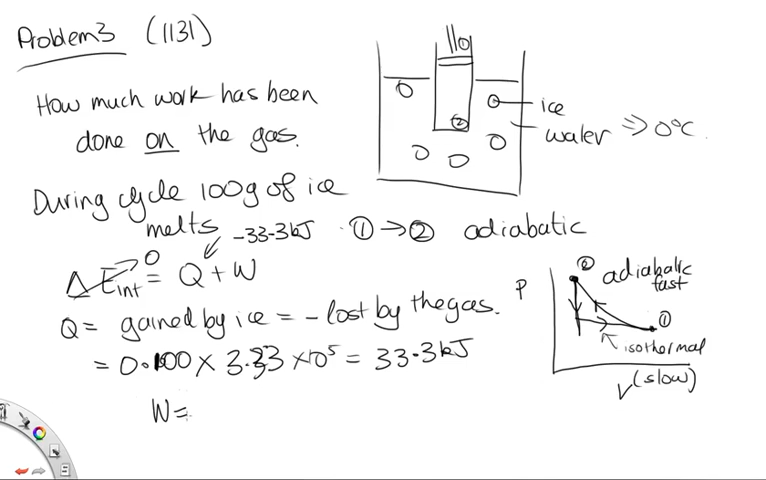 Problem3 (1131)
How much work has been
done on the gas.
During cycle 100g of ice
melts
-33.3kJ
① → ② adiabatic
ΔEint = Q + W
0
Q = gained by ice = - lost by the gas.
= 0.100 × 3.33 × 10⁵ = 33.3kJ
W =
①
②
ice
water ⇒ 0°C.
P
② adiabatic
fast
①
isothermal
V (slow)